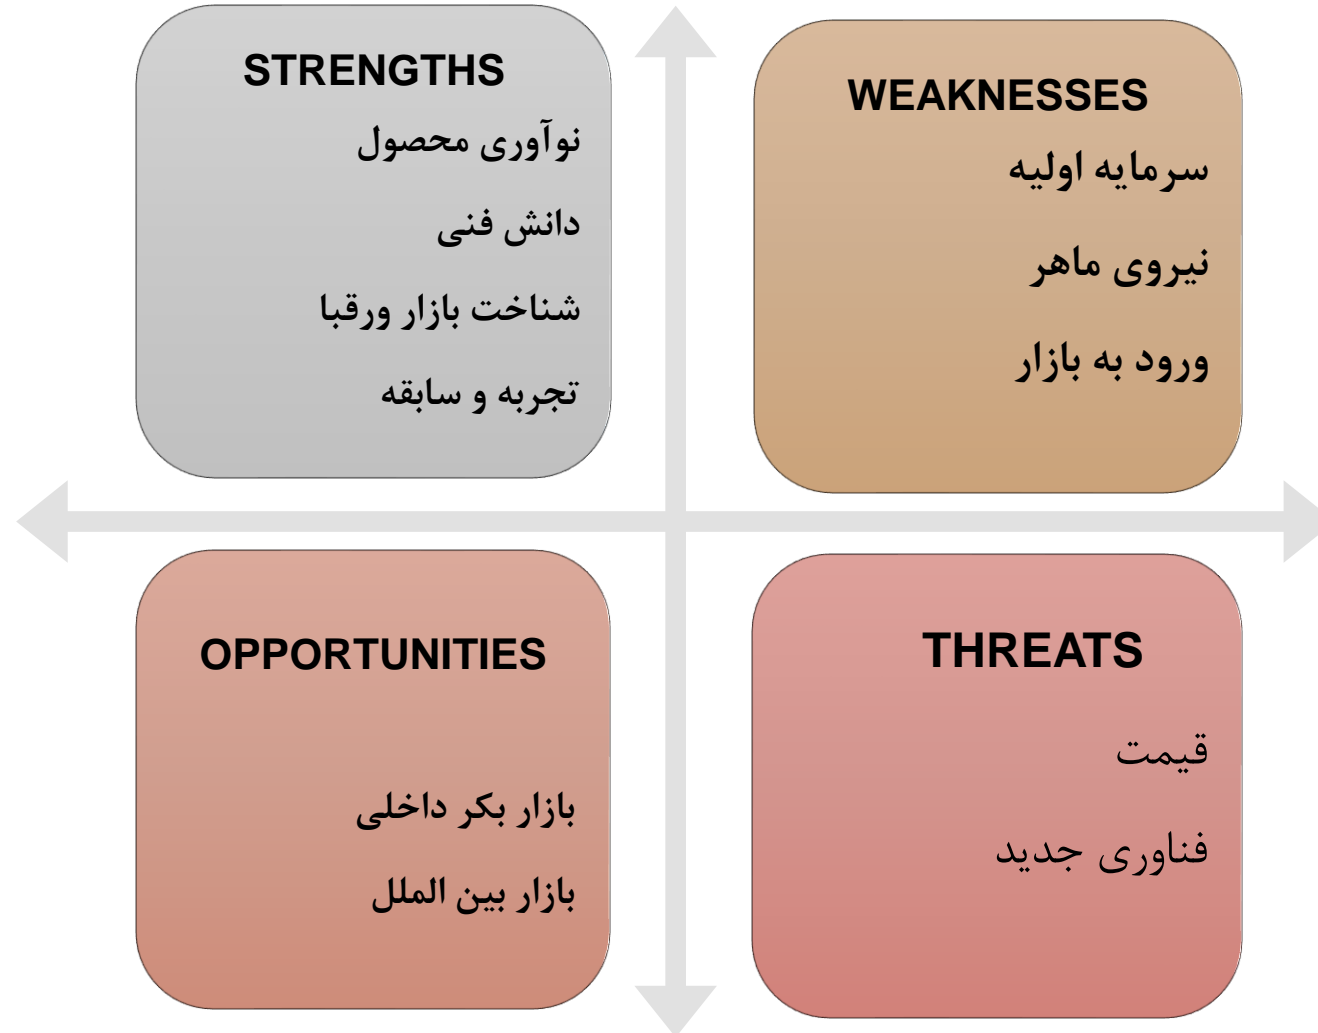 STRENGTHS
نوآوری محصول
دانش فنی
شناخت بازار ورقبا
تجربه و سابقه
WEAKNESSES
سرمایه اولیه
نیروی ماهر
ورود به بازار
OPPORTUNITIES
بازار بکر داخلی
بازار بین الملل
THREATS
قیمت
فناوری جدید